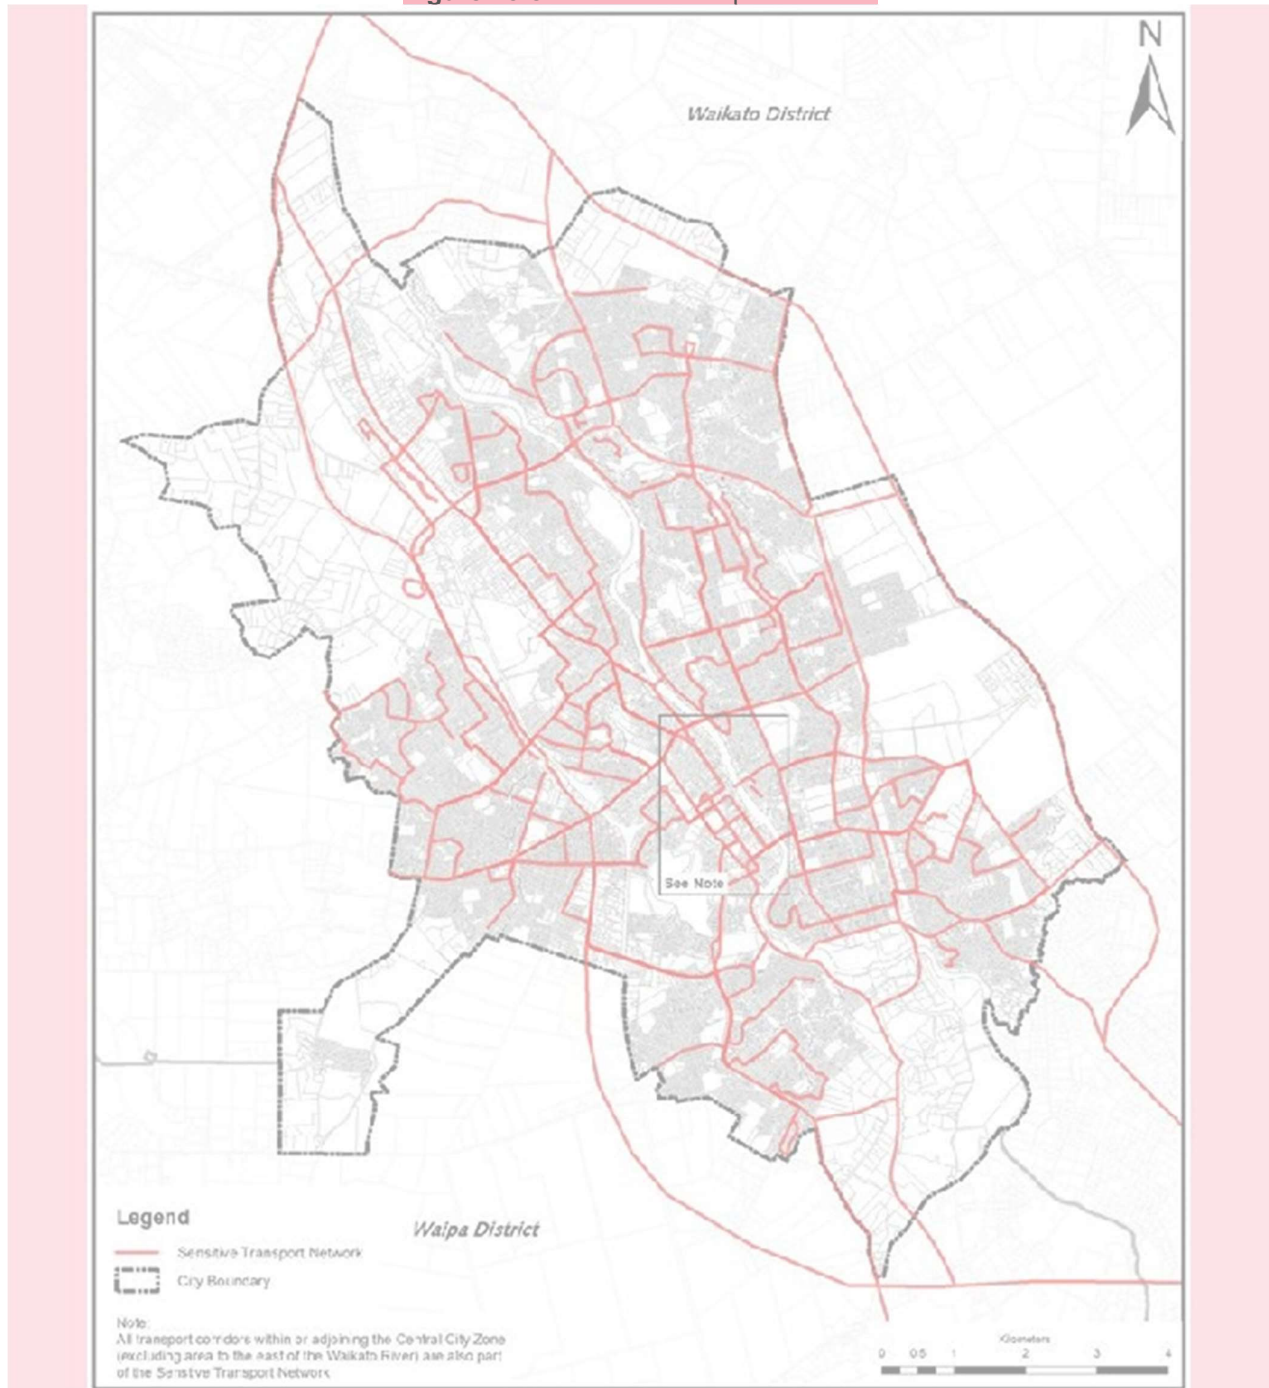 N
Waikato District
See Note
Legend
Waipa District
Sensitive Transport Network
City Boundary
Note:
All transport corridors within or adjoining the Central City Zone
(excluding area to the east of the Waikato River) are also part
of the Sensitive Transport Network
Kilometers
0 0.5 1 2 3 4